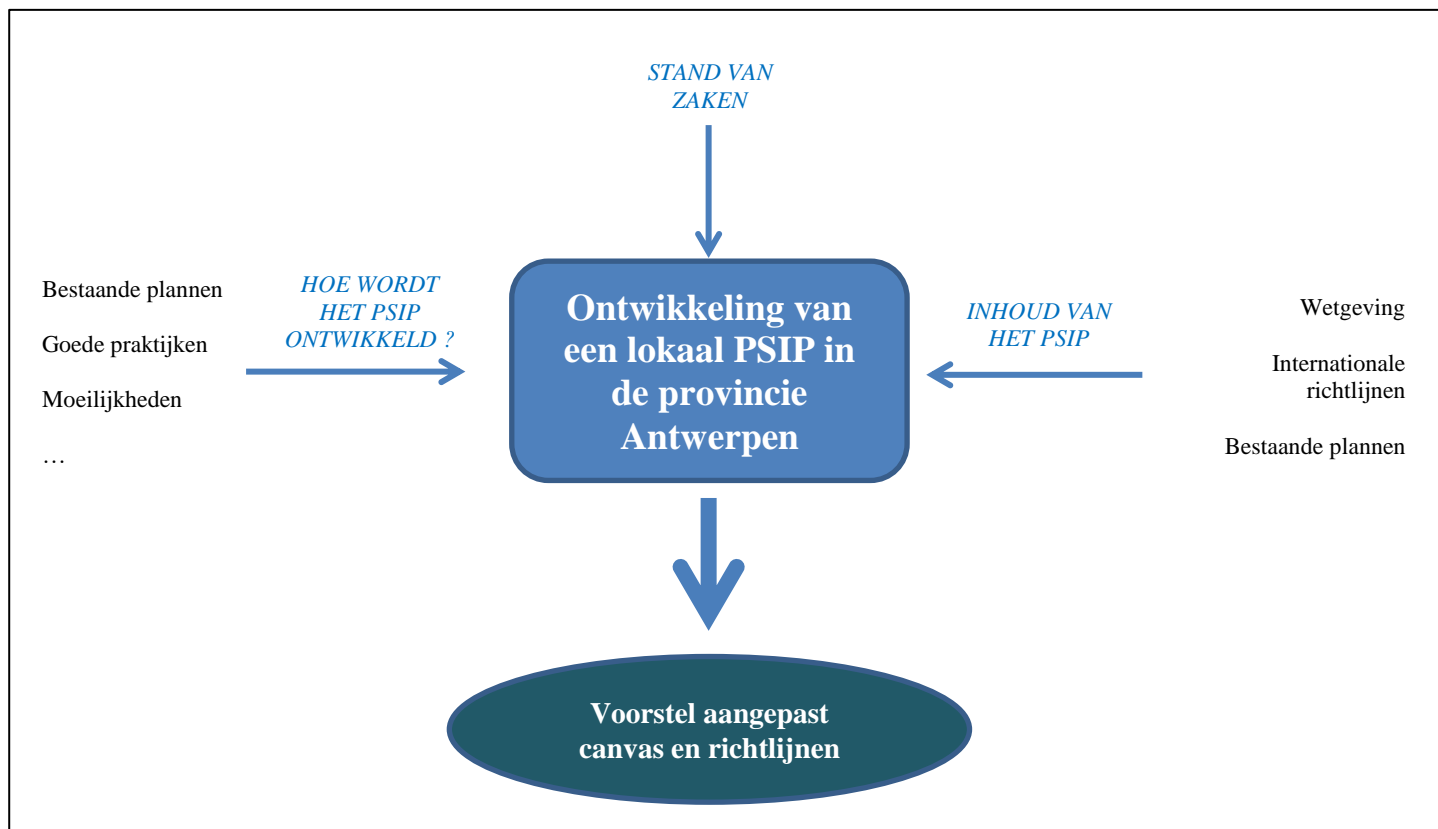 STAND VAN
ZAKEN
Bestaande plannen
Goede praktijken
Moeilijkheden
…
HOE WORDT
HET PSIP
ONTWIKKELD ?
Ontwikkeling van
een lokaal PSIP in
de provincie
Antwerpen
INHOUD VAN
HET PSIP
Wetgeving
Internationale
richtlijnen
Bestaande plannen
Voorstel aangepast
canvas en richtlijnen